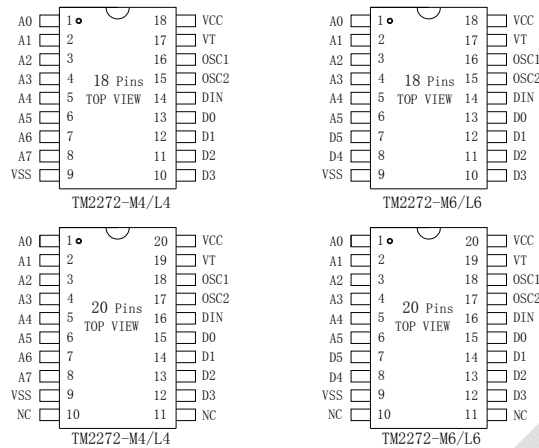 A0 1 18 VCC A0 1 18 VCC
A1 2 17 VT A1 2 17 VT
A2 3 16 OSC1 A2 3 16 OSC1
A3 4 18 Pins 15 OSC2 A3 4 18 Pins 15 OSC2
A4 5 TOP VIEW 14 DIN A4 5 TOP VIEW 14 DIN
A5 6 13 D0 A5 6 13 D0
A6 7 12 D1 D5 7 12 D1
A7 8 11 D2 D4 8 11 D2
VSS 9 10 D3 VSS 9 10 D3
TM2272-M4/L4 TM2272-M6/L6
A0 1 20 VCC A0 1 20 VCC
A1 2 19 VT A1 2 19 VT
A2 3 18 OSC1 A2 3 18 OSC1
A3 4 17 OSC2 A3 4 17 OSC2
A4 5 20 Pins 16 DIN A4 5 20 Pins 16 DIN
A5 6 TOP VIEW 15 D0 A5 6 TOP VIEW 15 D0
A6 7 14 D1 D5 7 14 D1
A7 8 13 D2 D4 8 13 D2
VSS 9 12 D3 VSS 9 12 D3
NC 10 11 NC NC 10 11 NC
TM2272-M4/L4 TM2272-M6/L6